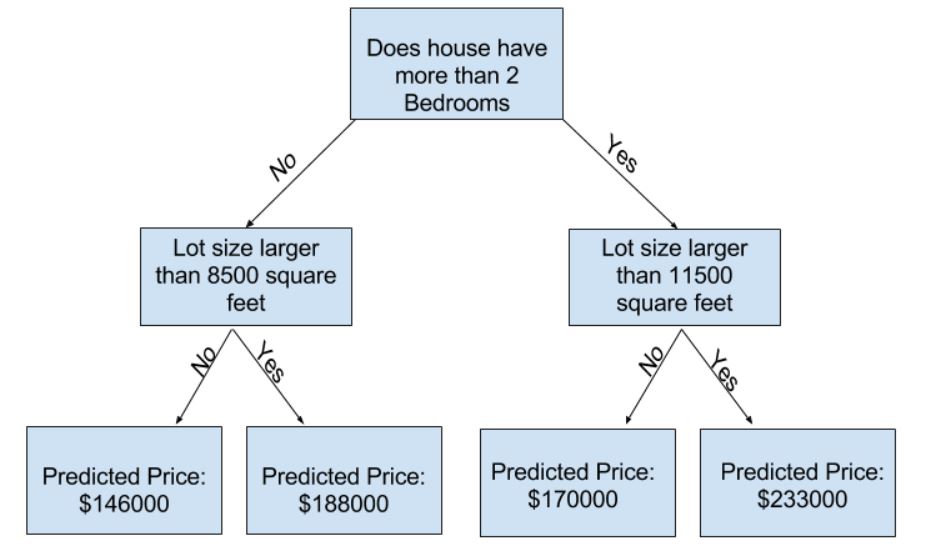 Does house have
more than 2
Bedrooms
No
Yes
Lot size larger
than 8500 square
feet
Lot size larger
than 11500
square feet
No
Yes
No
Yes
Predicted Price:
$146000
Predicted Price:
$188000
Predicted Price:
$170000
Predicted Price:
$233000